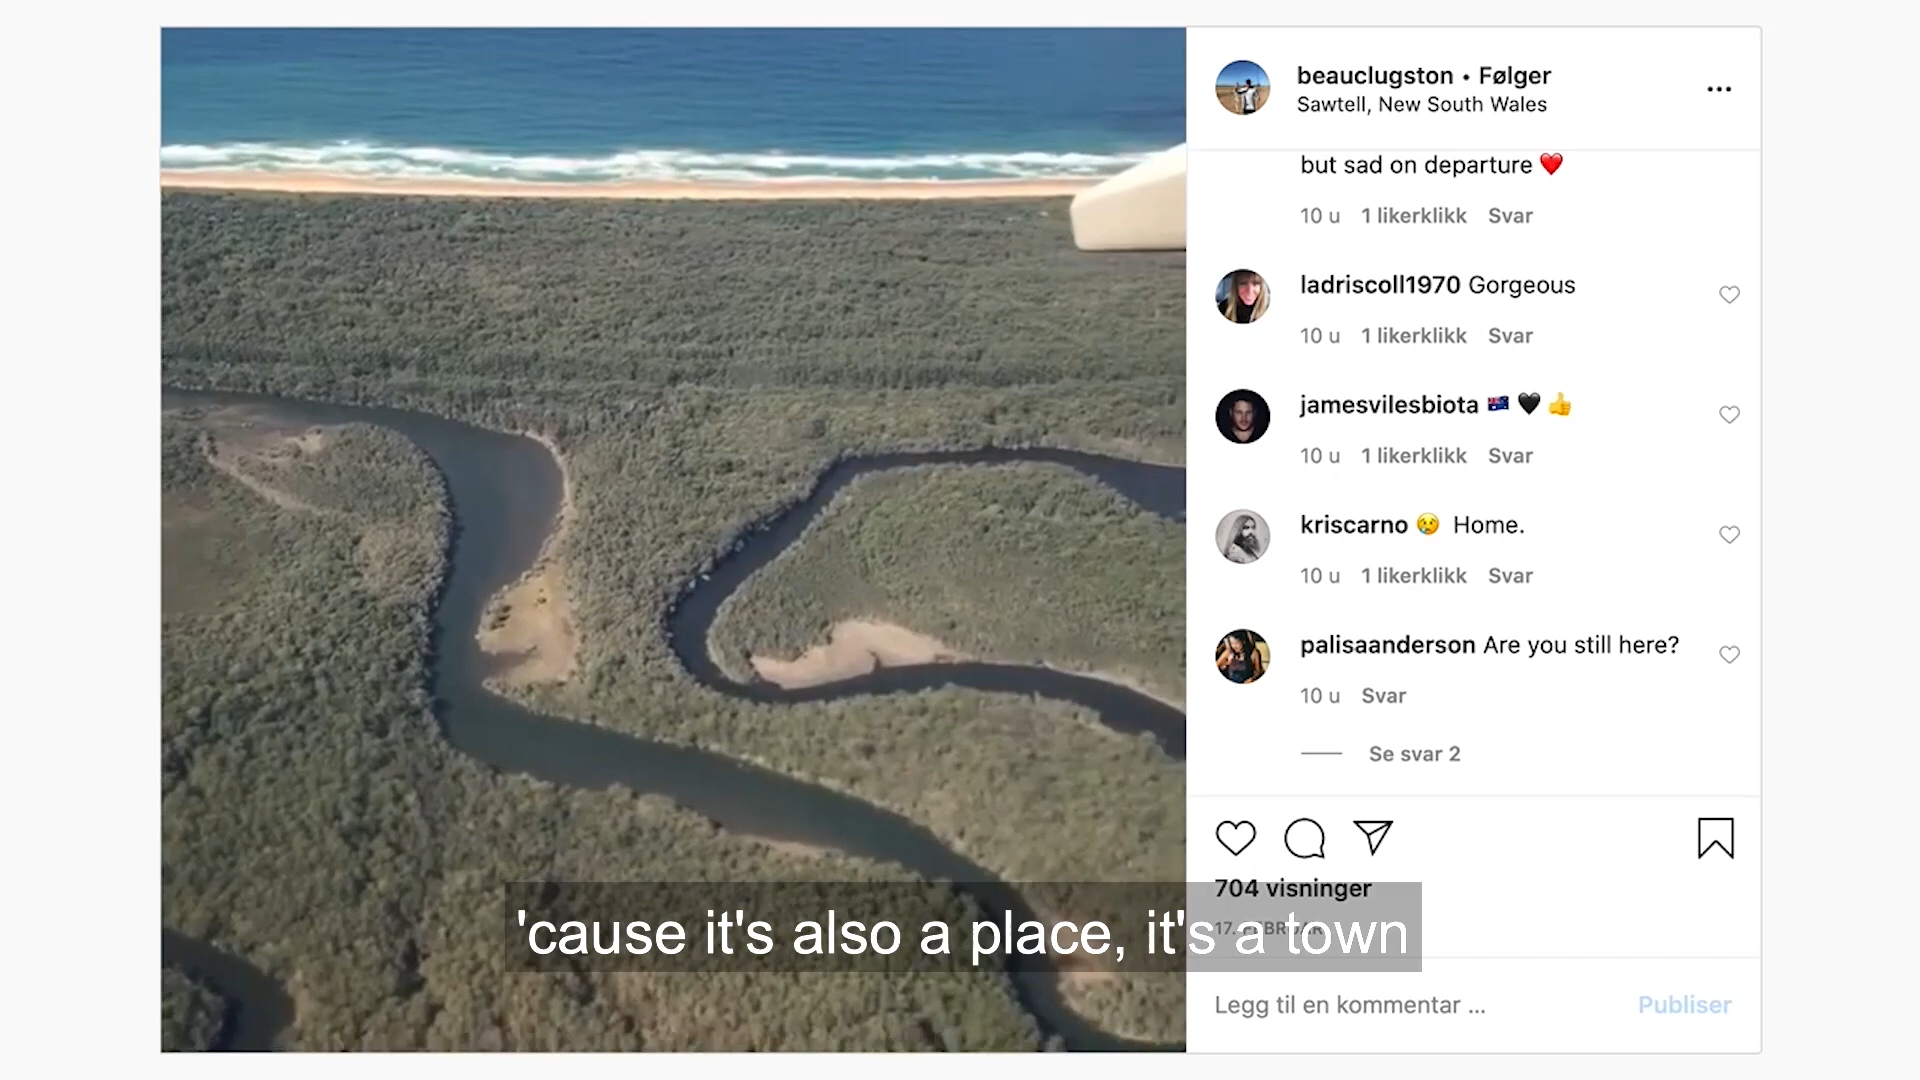 beauclugston • Følger
Sawtell, New South Wales
but sad on departure ❤️
10 u 1 likerklikk Svar
ladriscoll1970 Gorgeous
10 u 1 likerklikk Svar
jamesvilesbiota 🇦🇺 🖤 👍
10 u 1 likerklikk Svar
kriscarno 😢 Home.
10 u 1 likerklikk Svar
palisaanderson Are you still here?
10 u Svar
Se svar 2
704 visninger
17. FEBRUAR
'cause it's also a place, it's a town
Legg til en kommentar ... Publiser